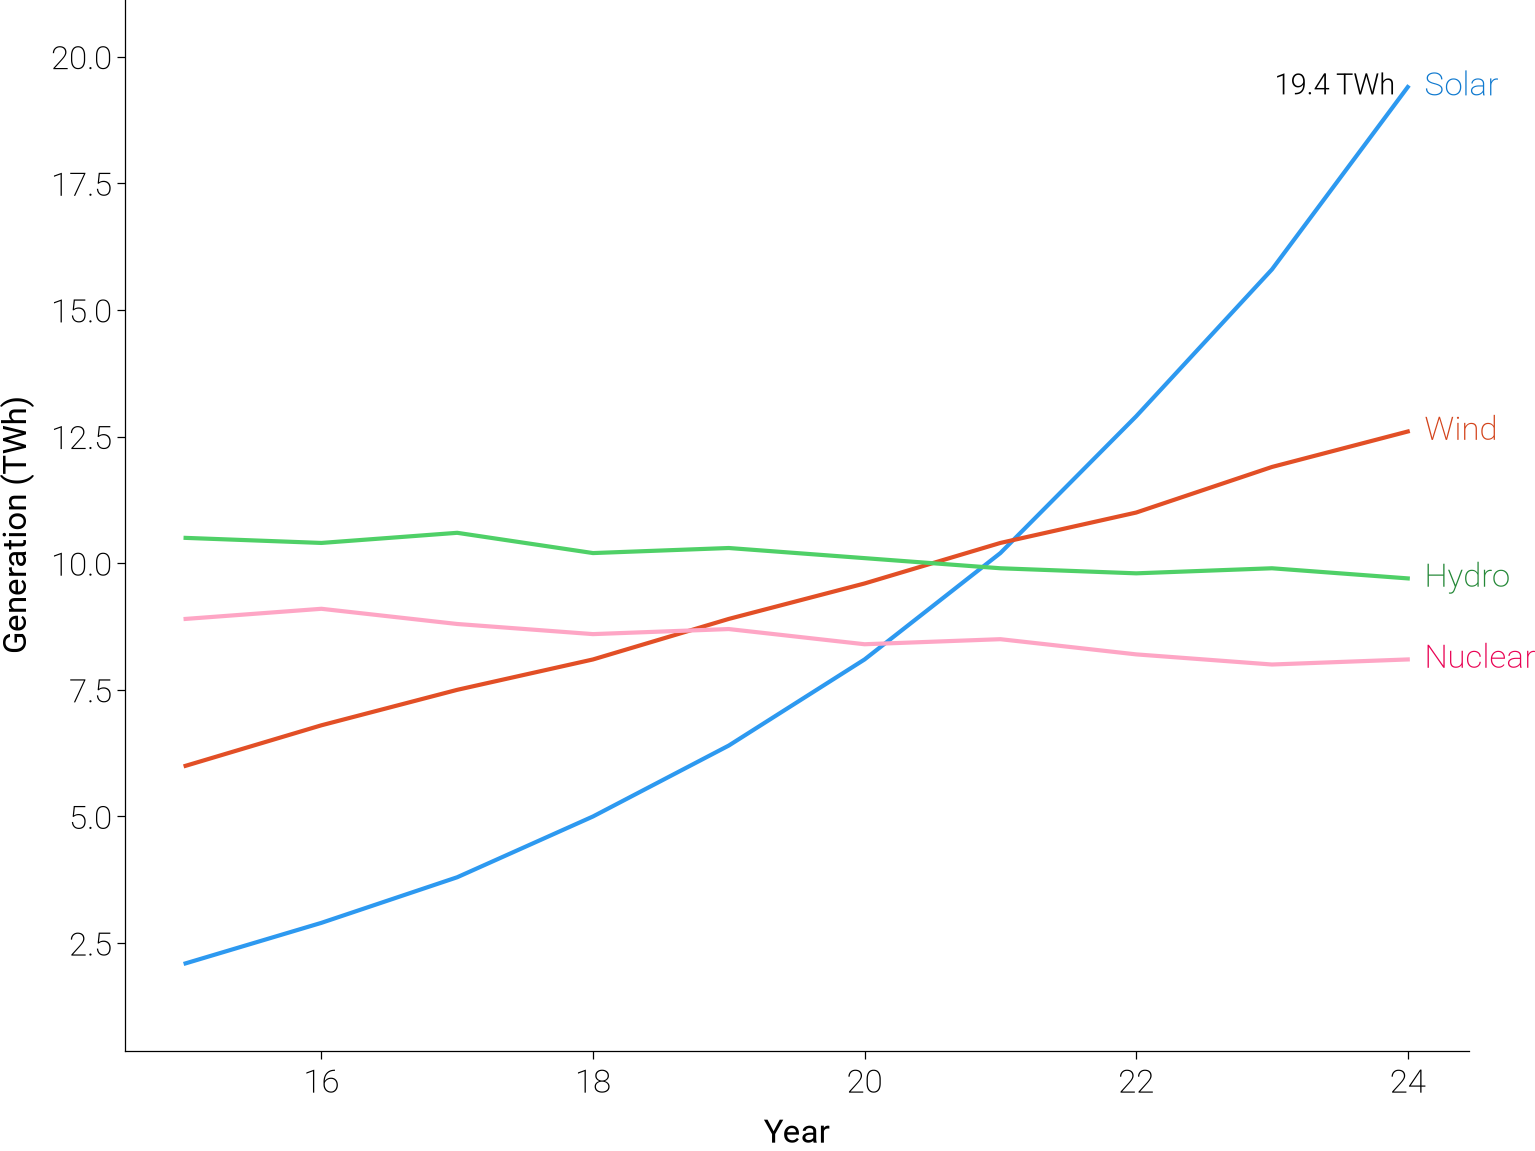 20.0
17.5
15.0
12.5
10.0
7.5
5.0
2.5
Generation (TWh)
19.4 TWh
Solar
Wind
Hydro
Nuclear
16 18 20 22 24
Year